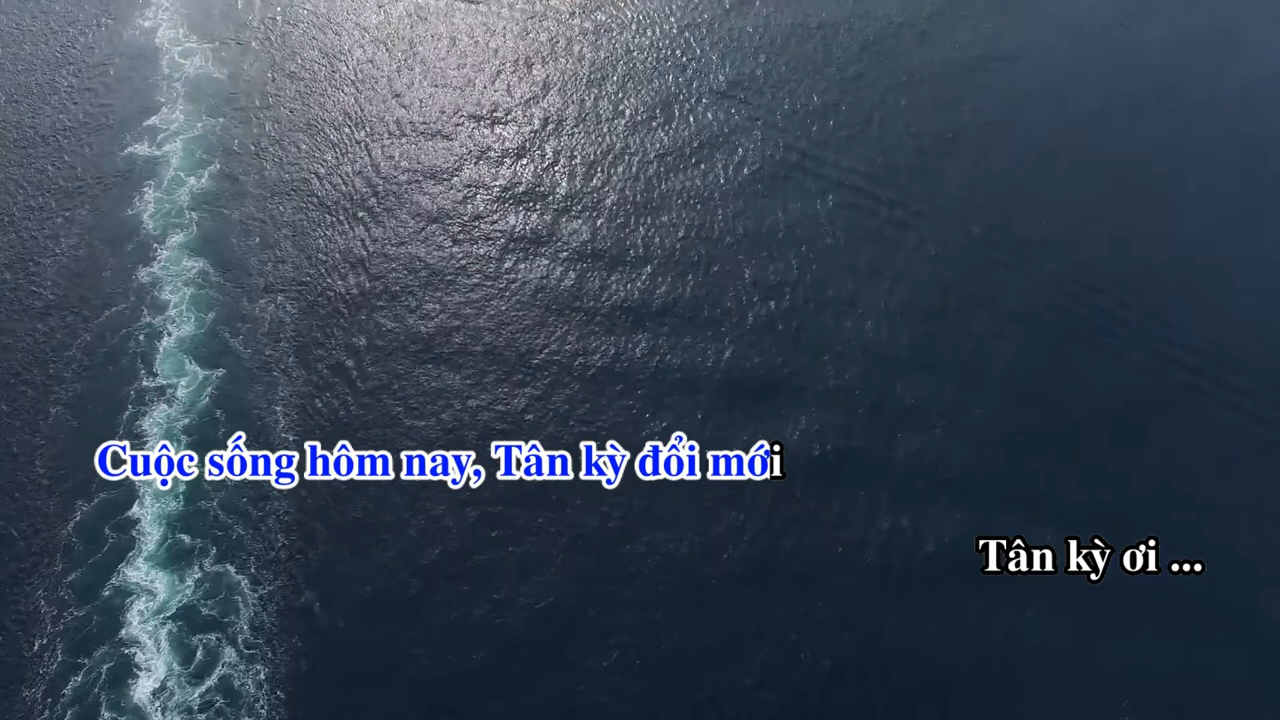 Cuộc sống hôm nay, Tân kỳ đổi mới
Tân kỳ ơi ...